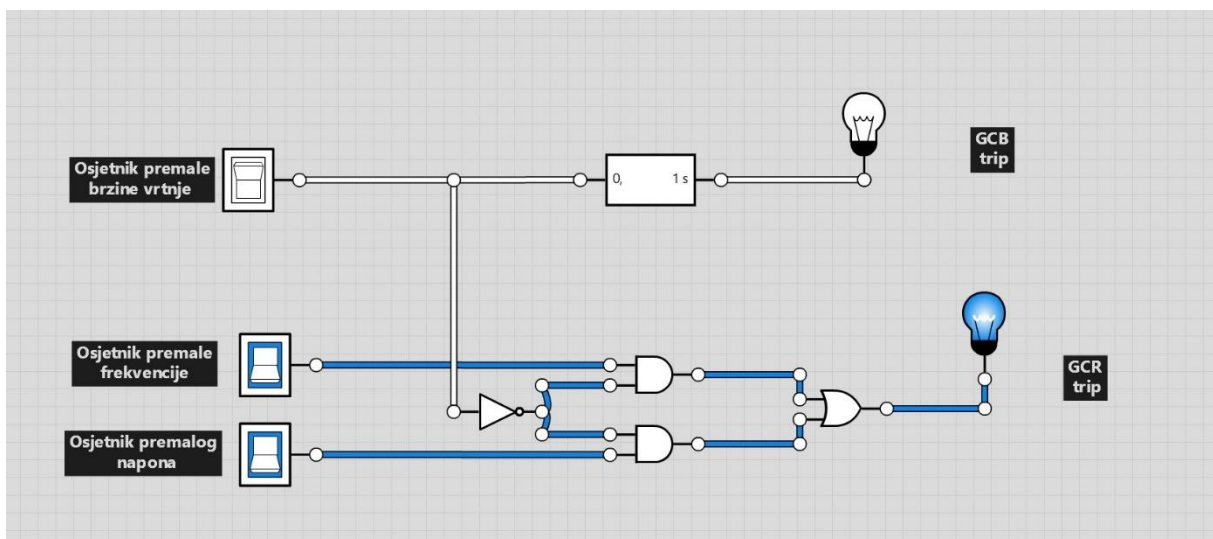 Osjetnik premale
brzine vrtnje
0,
1 s
GCB
trip
Osjetnik premale
frekvencije
GCR
trip
Osjetnik premalog
napona